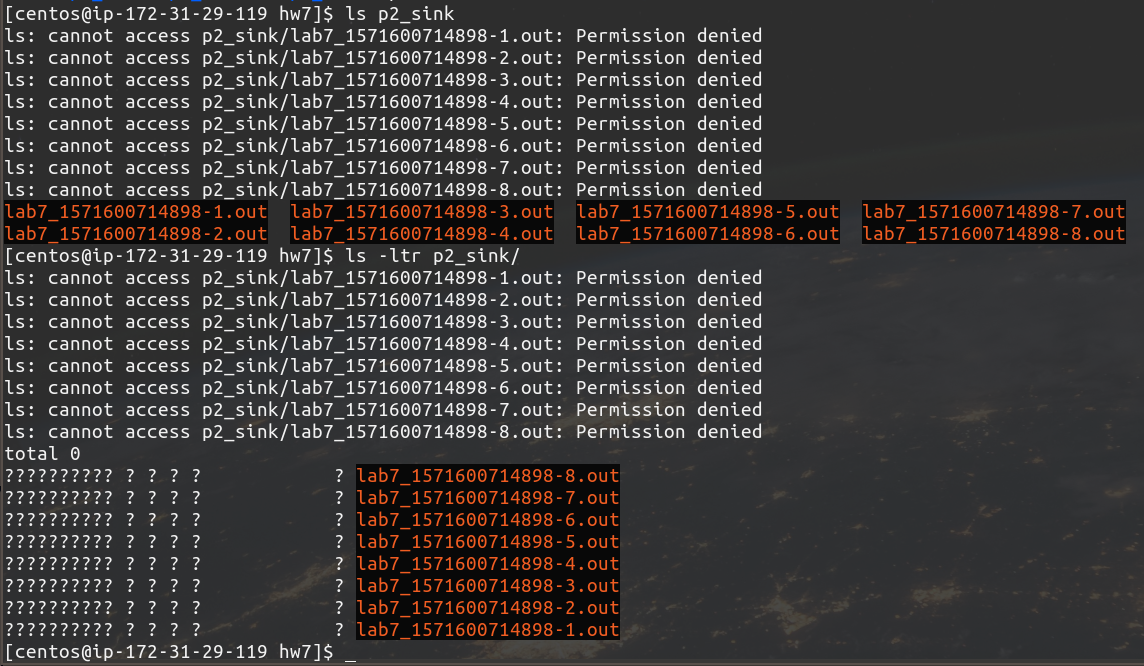 [centos@ip-172-31-29-119 hw7]$ ls p2_sink
ls: cannot access p2_sink/lab7_1571600714898-1.out: Permission denied
ls: cannot access p2_sink/lab7_1571600714898-2.out: Permission denied
ls: cannot access p2_sink/lab7_1571600714898-3.out: Permission denied
ls: cannot access p2_sink/lab7_1571600714898-4.out: Permission denied
ls: cannot access p2_sink/lab7_1571600714898-5.out: Permission denied
ls: cannot access p2_sink/lab7_1571600714898-6.out: Permission denied
ls: cannot access p2_sink/lab7_1571600714898-7.out: Permission denied
ls: cannot access p2_sink/lab7_1571600714898-8.out: Permission denied
lab7_1571600714898-1.out  lab7_1571600714898-3.out  lab7_1571600714898-5.out  lab7_1571600714898-7.out
lab7_1571600714898-2.out  lab7_1571600714898-4.out  lab7_1571600714898-6.out  lab7_1571600714898-8.out
[centos@ip-172-31-29-119 hw7]$ ls -ltr p2_sink/
ls: cannot access p2_sink/lab7_1571600714898-1.out: Permission denied
ls: cannot access p2_sink/lab7_1571600714898-2.out: Permission denied
ls: cannot access p2_sink/lab7_1571600714898-3.out: Permission denied
ls: cannot access p2_sink/lab7_1571600714898-4.out: Permission denied
ls: cannot access p2_sink/lab7_1571600714898-5.out: Permission denied
ls: cannot access p2_sink/lab7_1571600714898-6.out: Permission denied
ls: cannot access p2_sink/lab7_1571600714898-7.out: Permission denied
ls: cannot access p2_sink/lab7_1571600714898-8.out: Permission denied
total 0
?????????? ? ? ? ?            ? lab7_1571600714898-8.out
?????????? ? ? ? ?            ? lab7_1571600714898-7.out
?????????? ? ? ? ?            ? lab7_1571600714898-6.out
?????????? ? ? ? ?            ? lab7_1571600714898-5.out
?????????? ? ? ? ?            ? lab7_1571600714898-4.out
?????????? ? ? ? ?            ? lab7_1571600714898-3.out
?????????? ? ? ? ?            ? lab7_1571600714898-2.out
?????????? ? ? ? ?            ? lab7_1571600714898-1.out
[centos@ip-172-31-29-119 hw7]$ _